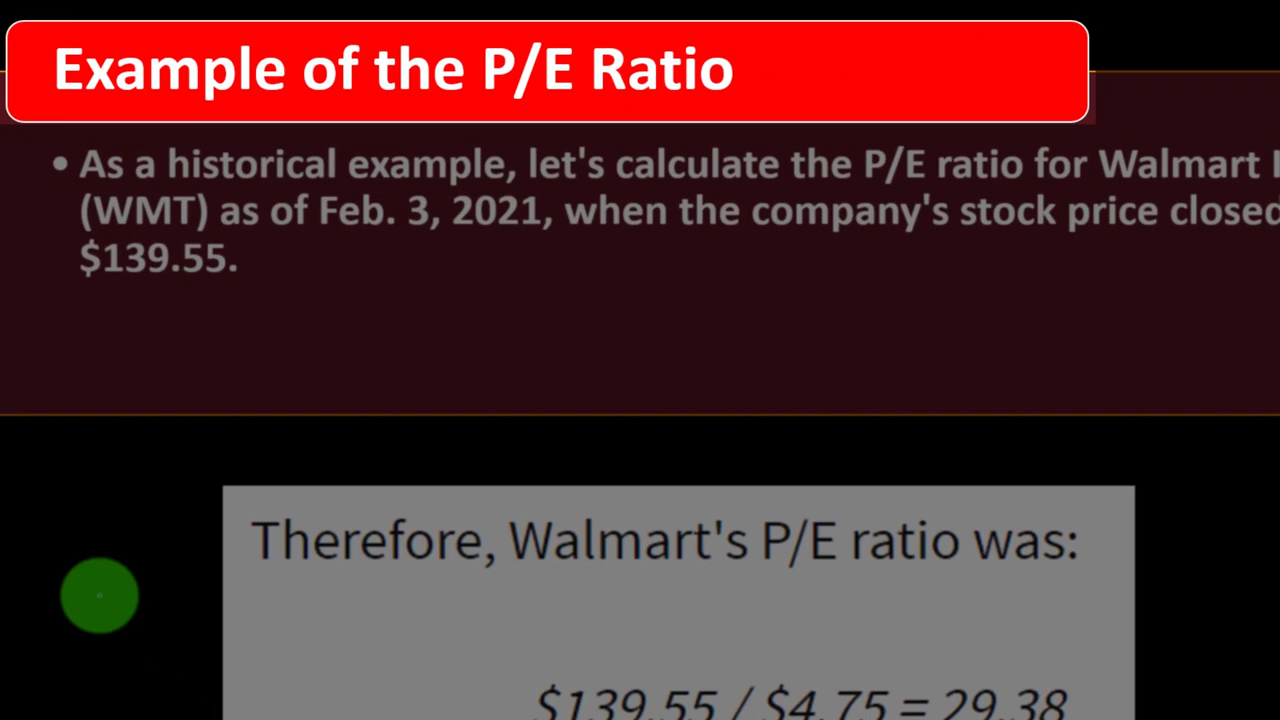 Example of the P/E Ratio
• As a historical example, let's calculate the P/E ratio for Walmart
(WMT) as of Feb. 3, 2021, when the company's stock price closed
$139.55.
Therefore, Walmart's P/E ratio was:
$139.55 / $4.75 = 29.38